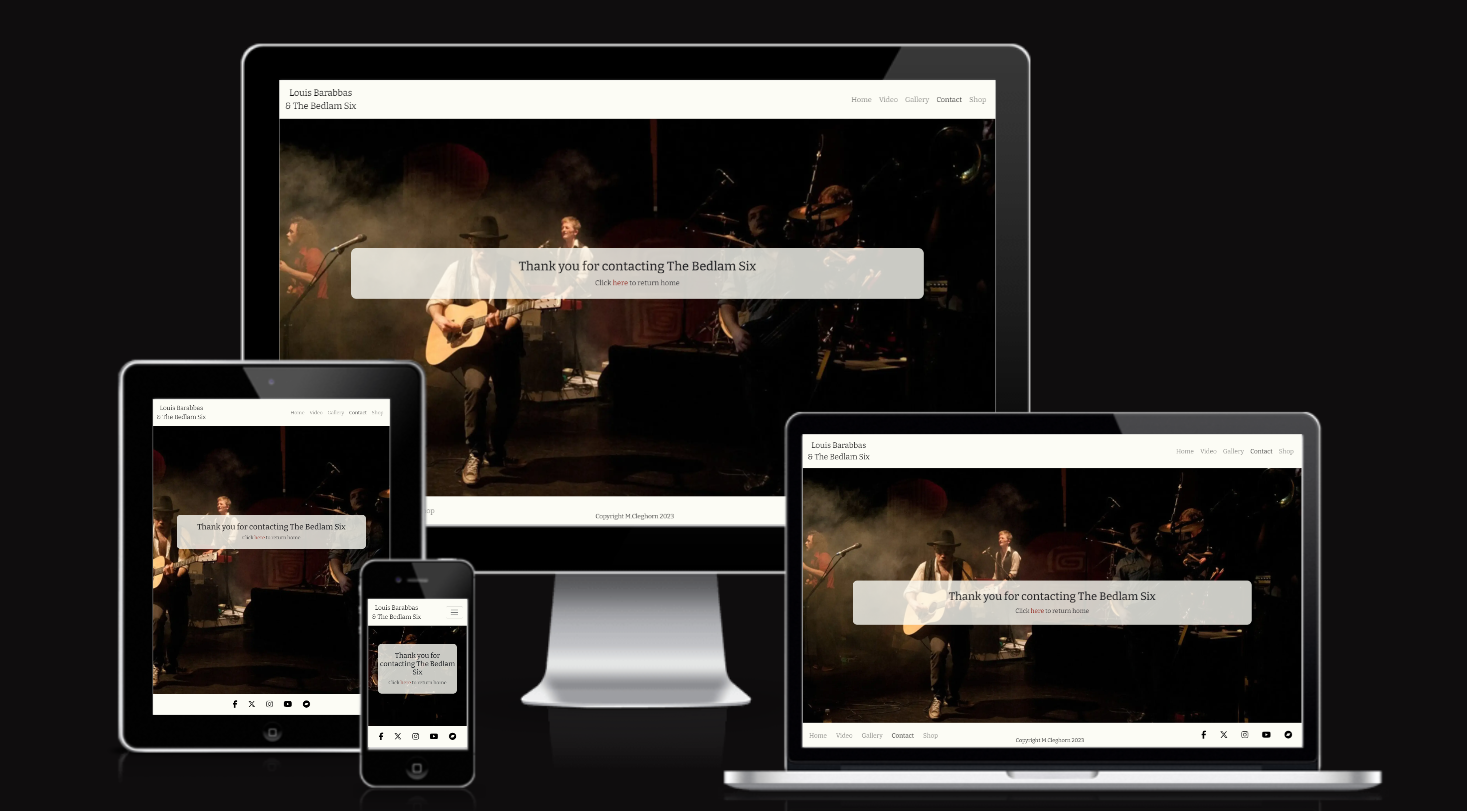 Louis Barabbas
& The Bedlam Six
Home Video Gallery Contact Shop
Thank you for contacting The Bedlam Six
Click here to return home
op
Copyright M.Cleghorn 2023
Louis Barabbas
& The Bedlam Six
Home Video Gallery Contact Shop
Thank you for contacting The Bedlam Six
Click here to return home
Louis Barabbas
& The Bedlam Six
Thank you for
contacting The Bedlam
Six
Click here to return home
Louis Barabbas
& The Bedlam Six
Home Video Gallery Contact Shop
Thank you for contacting The Bedlam Six
Click here to return home
Home Video Gallery Contact Shop
Copyright M.Cleghorn 2023